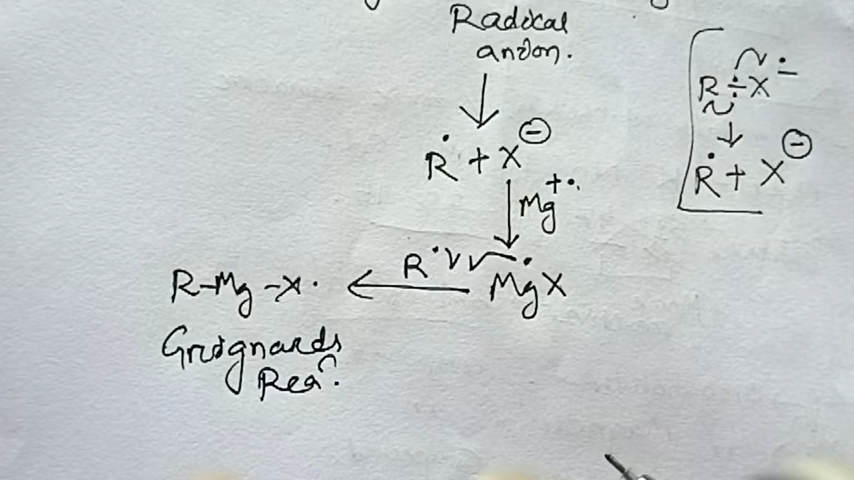 Radical
anion.
R÷X ∸
R• + X⊖
R• + X⊖
Mg+•
R•
•MgX
R-Mg-X.
Grignards
Rea^n.